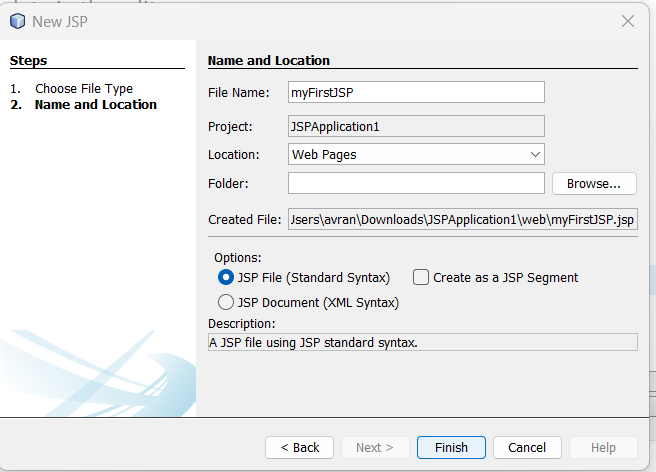 New JSP
Steps
1. Choose File Type
2. Name and Location
Name and Location
File Name: myFirstJSP
Project: JSPApplication1
Location: Web Pages
Folder: Browse...
Created File: Jsers\avran\Downloads\JSPApplication1\web\myFirstJSP.jsp
Options:
JSP File (Standard Syntax) Create as a JSP Segment
JSP Document (XML Syntax)
Description:
A JSP file using JSP standard syntax.
< Back Next > Finish Cancel Help